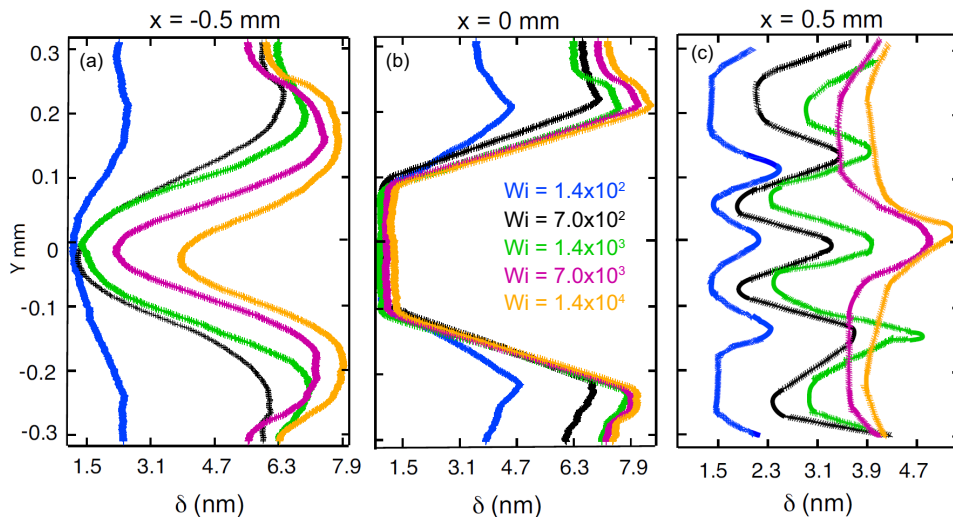 x = -0.5 mm
x = 0 mm
x = 0.5 mm
(a)
(b)
(c)
0.3
0.2
0.1
0
-0.1
-0.2
-0.3
Y mm
Wi = 1.4x10²
Wi = 7.0x10²
Wi = 1.4x10³
Wi = 7.0x10³
Wi = 1.4x10⁴
1.5 3.1 4.7 6.3 7.9
1.5 3.1 4.7 6.3 7.9
1.5 2.3 3.1 3.9 4.7
δ (nm)
δ (nm)
δ (nm)